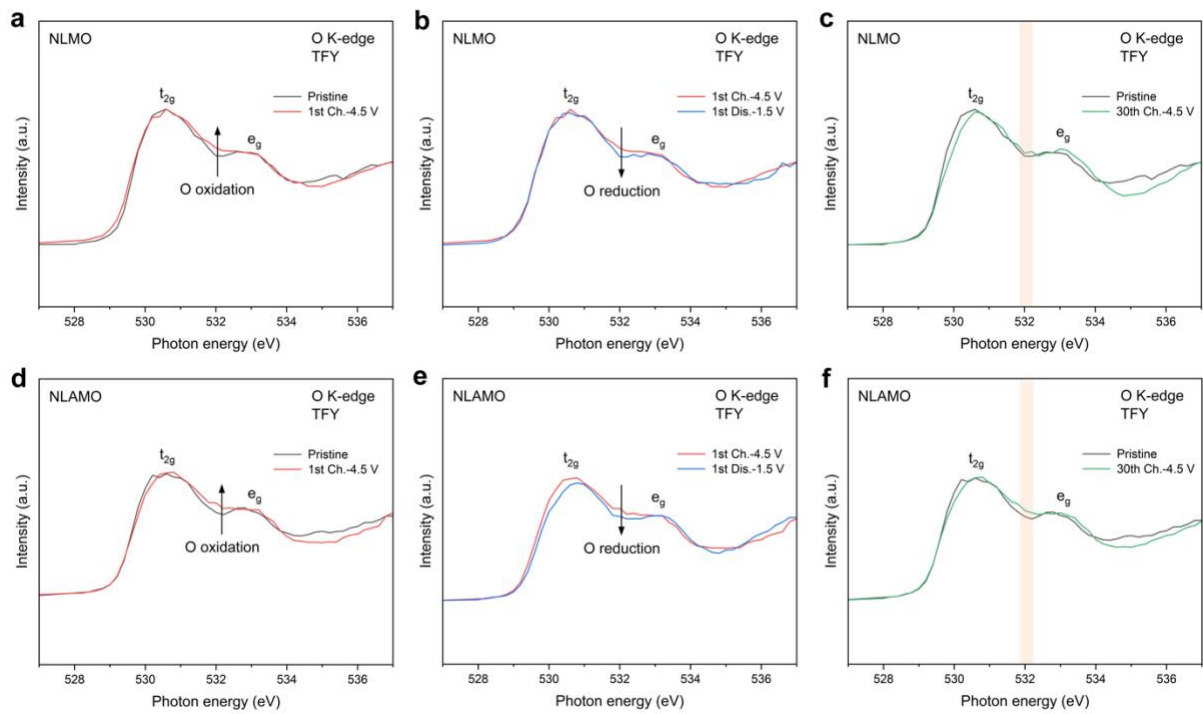 a
NLMO
O K-edge
TFY
t2g
Pristine
1st Ch.-4.5 V
eg
O oxidation
Intensity (a.u.)
528 530 532 534 536
Photon energy (eV)
b
NLMO
O K-edge
TFY
t2g
1st Ch.-4.5 V
1st Dis.-1.5 V
eg
O reduction
Intensity (a.u.)
528 530 532 534 536
Photon energy (eV)
c
NLMO
O K-edge
TFY
t2g
Pristine
30th Ch.-4.5 V
eg
Intensity (a.u.)
528 530 532 534 536
Photon energy (eV)
d
NLAMO
O K-edge
TFY
t2g
Pristine
1st Ch.-4.5 V
eg
O oxidation
Intensity (a.u.)
528 530 532 534 536
Photon energy (eV)
e
NLAMO
O K-edge
TFY
t2g
1st Ch.-4.5 V
1st Dis.-1.5 V
eg
O reduction
Intensity (a.u.)
528 530 532 534 536
Photon energy (eV)
f
NLAMO
O K-edge
TFY
t2g
Pristine
30th Ch.-4.5 V
eg
Intensity (a.u.)
528 530 532 534 536
Photon energy (eV)